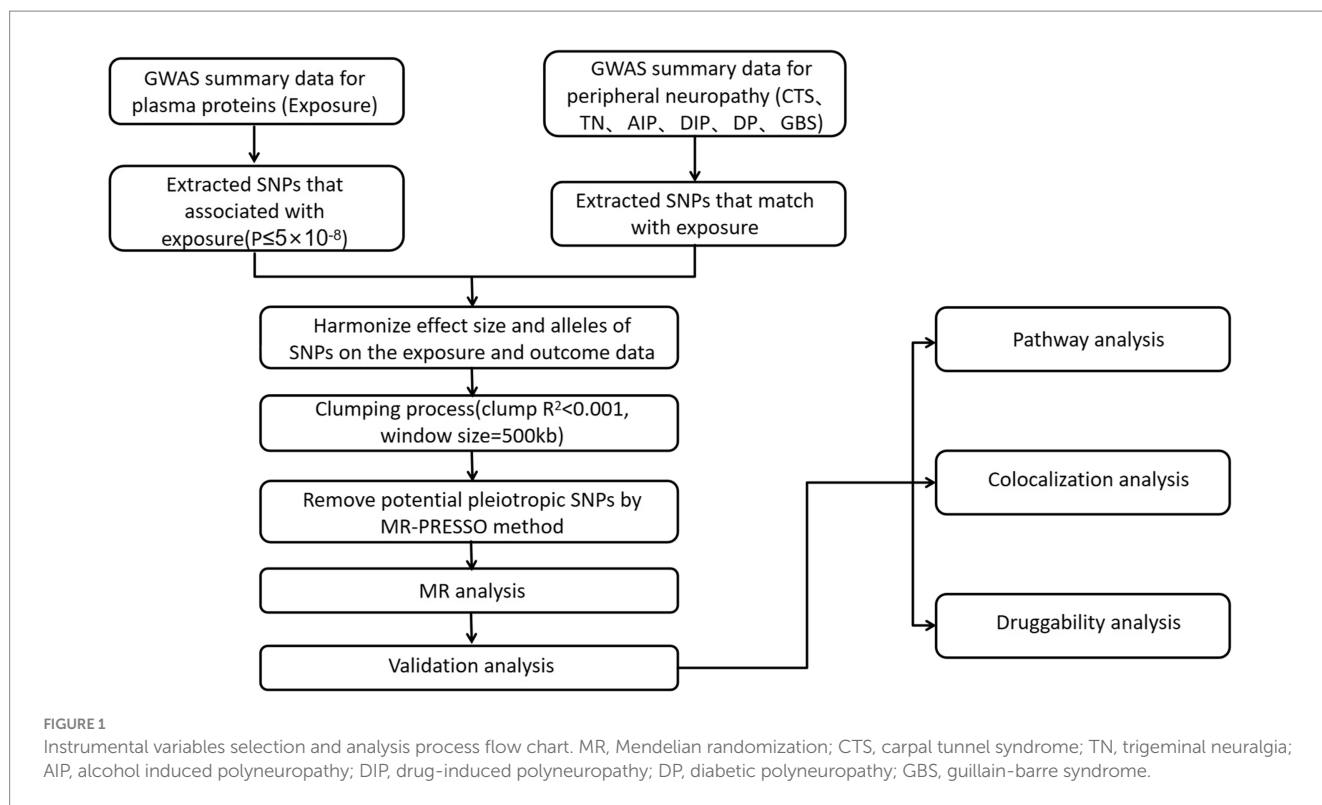 GWAS summary data for
plasma proteins (Exposure)
GWAS summary data for
peripheral neuropathy (CTS、
TN、AIP、DIP、DP、GBS)
Extracted SNPs that
associated with
exposure(P≤5×10-8)
Extracted SNPs that match
with exposure
Harmonize effect size and alleles of
SNPs on the exposure and outcome data
Clumping process(clump R2<0.001,
window size=500kb)
Remove potential pleiotropic SNPs by
MR-PRESSO method
MR analysis
Validation analysis
Pathway analysis
Colocalization analysis
Druggability analysis
FIGURE 1
Instrumental variables selection and analysis process flow chart. MR, Mendelian randomization; CTS, carpal tunnel syndrome; TN, trigeminal neuralgia;
AIP, alcohol induced polyneuropathy; DIP, drug-induced polyneuropathy; DP, diabetic polyneuropathy; GBS, guillain-barre syndrome.